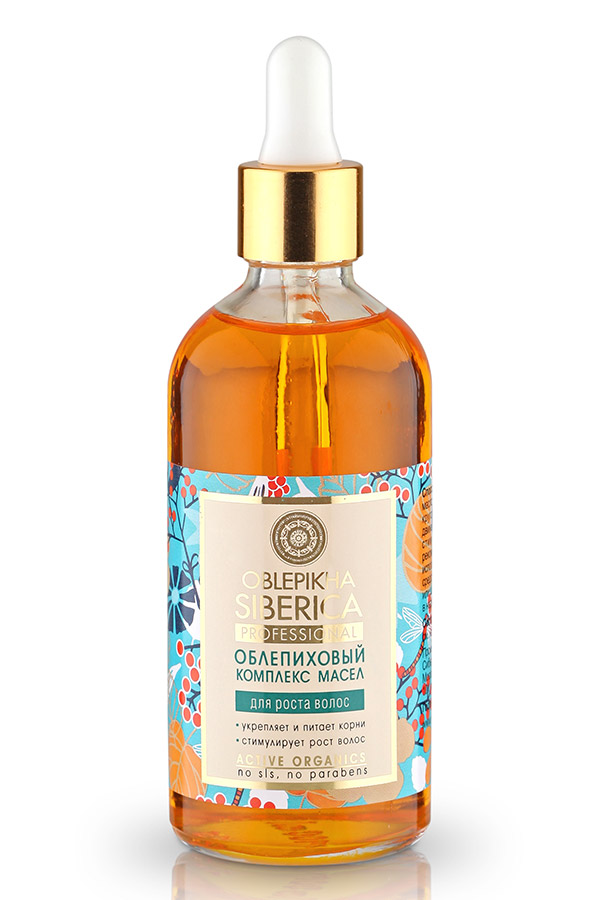 OBLEPIKHA
SIBERICA
PROFESSIONAL
ОБЛЕПИХОВЫЙ
КОМПЛЕКС МАСЕЛ
для роста волос
• укрепляет и питает корни
• стимулирует рост волос
ACTIVE ORGANICS
no sls, no parabens